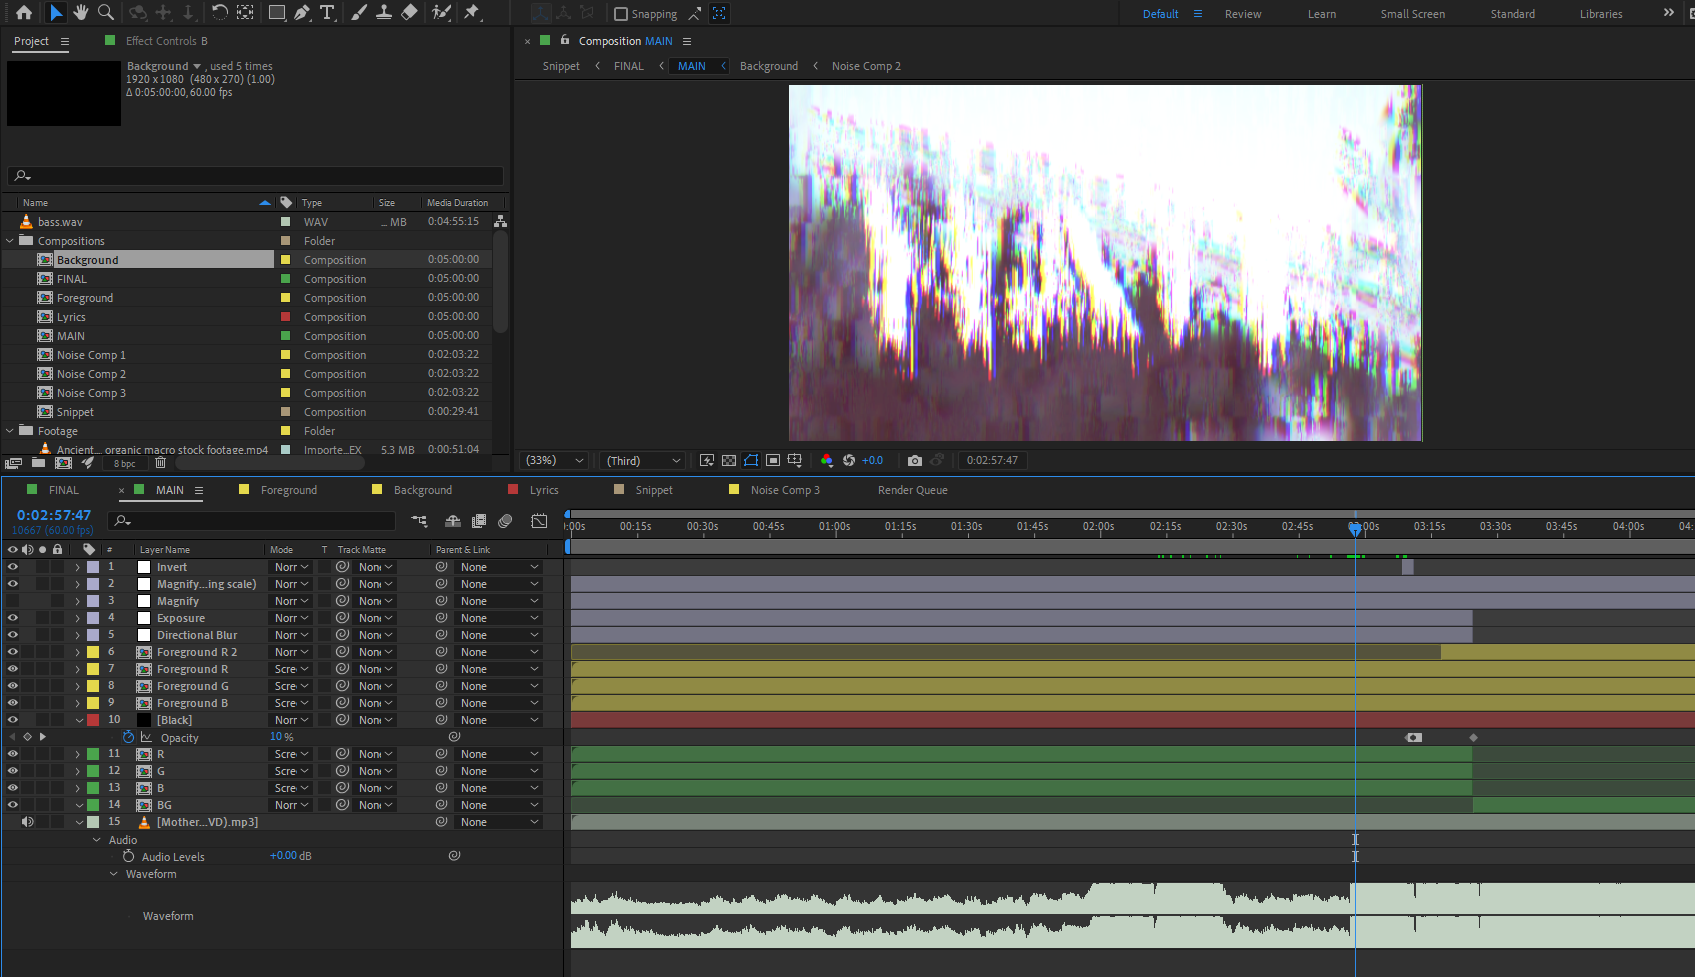 Snapping
Default
Review
Learn
Small Screen
Standard
Libraries
Project
Effect Controls B
Composition MAIN
Snippet
FINAL
MAIN
Background
Noise Comp 2
Background , used 5 times
1920 x 1080 (480 x 270) (1.00)
Δ 0:05:00:00, 60.00 fps
Name Type Size Media Duration
bass.wav WAV ... MB 0:04:55:15
Compositions Folder
Background Composition 0:05:00:00
FINAL Composition 0:05:00:00
Foreground Composition 0:05:00:00
Lyrics Composition 0:05:00:00
MAIN Composition 0:05:00:00
Noise Comp 1 Composition 0:02:03:22
Noise Comp 2 Composition 0:02:03:22
Noise Comp 3 Composition 0:02:03:22
Snippet Composition 0:00:29:41
Footage Folder
Ancient... organic macro stock footage.mp4 Importe...EX 5.3 MB 0:00:51:04
8 bpc
(33%) (Third) +0.0 0:02:57:47
FINAL MAIN Foreground Background Lyrics Snippet Noise Comp 3 Render Queue
0:02:57:47
10667 (60.00 fps)
:00s 00:15s 00:30s 00:45s 01:00s 01:15s 01:30s 01:45s 02:00s 02:15s 02:30s 02:45s 03:00s 03:15s 03:30s 03:45s 04:00s 04:
# Layer Name Mode T Track Matte Parent & Link
1 Invert Norr None None
2 Magnify...ing scale) Norr None None
3 Magnify Norr None None
4 Exposure Norr None None
5 Directional Blur Norr None None
6 Foreground R 2 Norr None None
7 Foreground R Scre None None
8 Foreground G Scre None None
9 Foreground B Scre None None
10 [Black] Norr None None
Opacity 10 %
11 R Scre None None
12 G Scre None None
13 B Scre None None
14 BG Norr None None
15 [Mother...VD).mp3] None
Audio
Audio Levels +0.00 dB
Waveform
Waveform